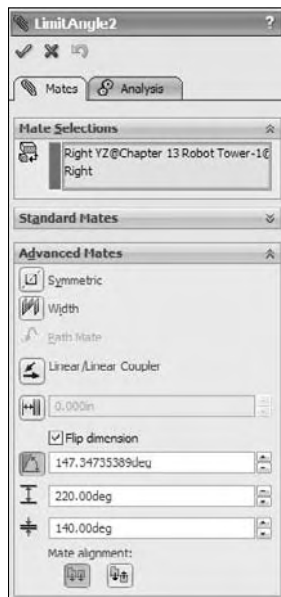 LimitAngle2 ?
Mates Analysis
Mate Selections
Right YZ@Chapter 13 Robot Tower-1@
Right
Standard Mates
Advanced Mates
Symmetric
Width
Path Mate
Linear/Linear Coupler
0.000in
Flip dimension
147.34735389deg
220.00deg
140.00deg
Mate alignment: